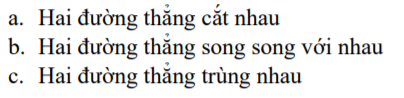 a. Hai đường thẳng cắt nhau
b. Hai đường thẳng song song với nhau
c. Hai đường thẳng trùng nhau